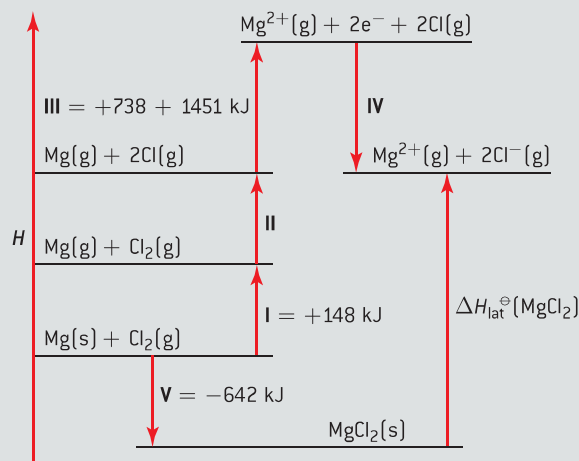 Mg²⁺(g) + 2e⁻ + 2Cl(g)
III = +738 + 1451 kJ
IV
Mg(g) + 2Cl(g)
Mg²⁺(g) + 2Cl⁻(g)
H
II
Mg(g) + Cl₂(g)
I = +148 kJ
ΔH_lat^⊖(MgCl₂)
Mg(s) + Cl₂(g)
V = −642 kJ
MgCl₂(s)